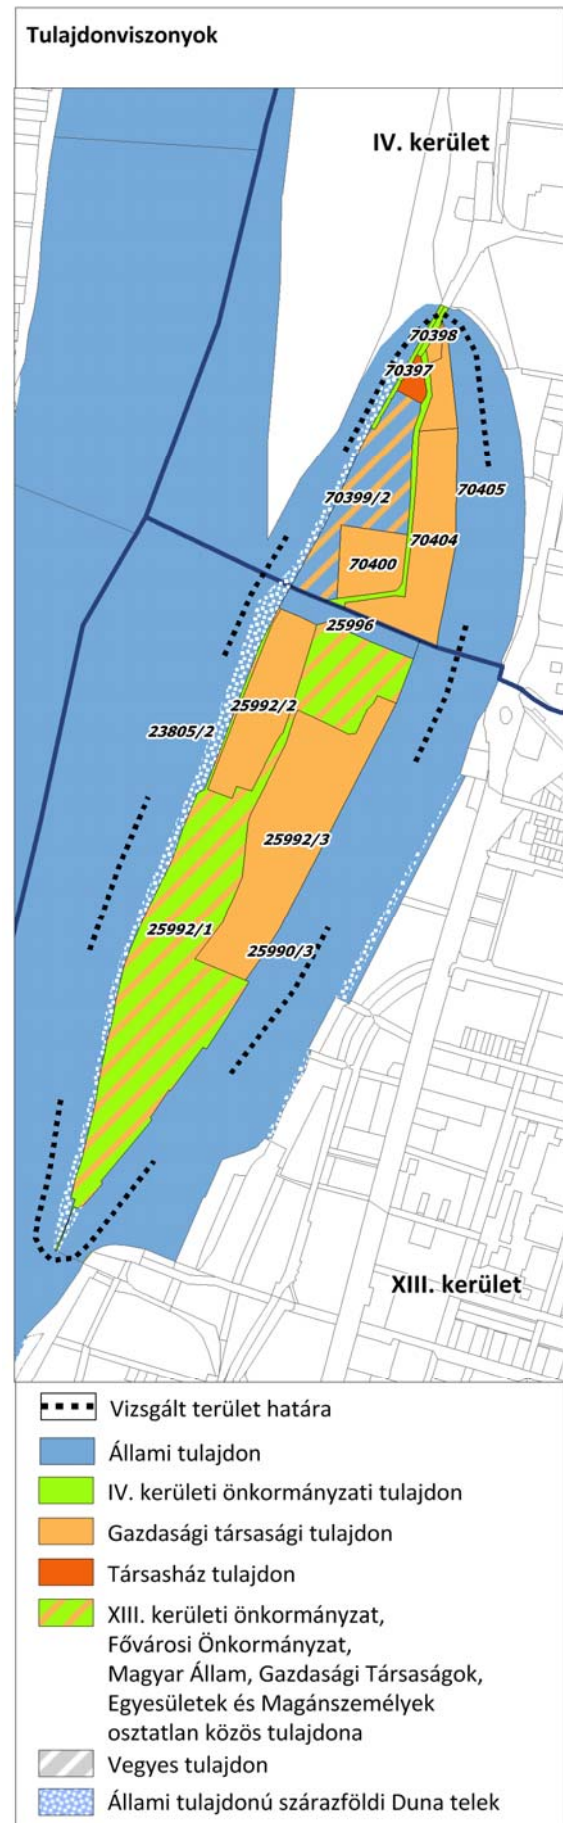 Tulajdonviszonyok
IV. kerület
70398
70397
70399/2
70405
70404
70400
25996
25992/2
23805/2
25992/3
25992/1
25990/3
XIII. kerület
Vizsgált terület határa
Állami tulajdon
IV. kerületi önkormányzati tulajdon
Gazdasági társasági tulajdon
Társasház tulajdon
XIII. kerületi önkormányzat,
Fővárosi Önkormányzat,
Magyar Állam, Gazdasági Társaságok,
Egyesületek és Magánszemélyek
osztatlan közös tulajdona
Vegyes tulajdon
Állami tulajdonú szárazföldi Duna telek